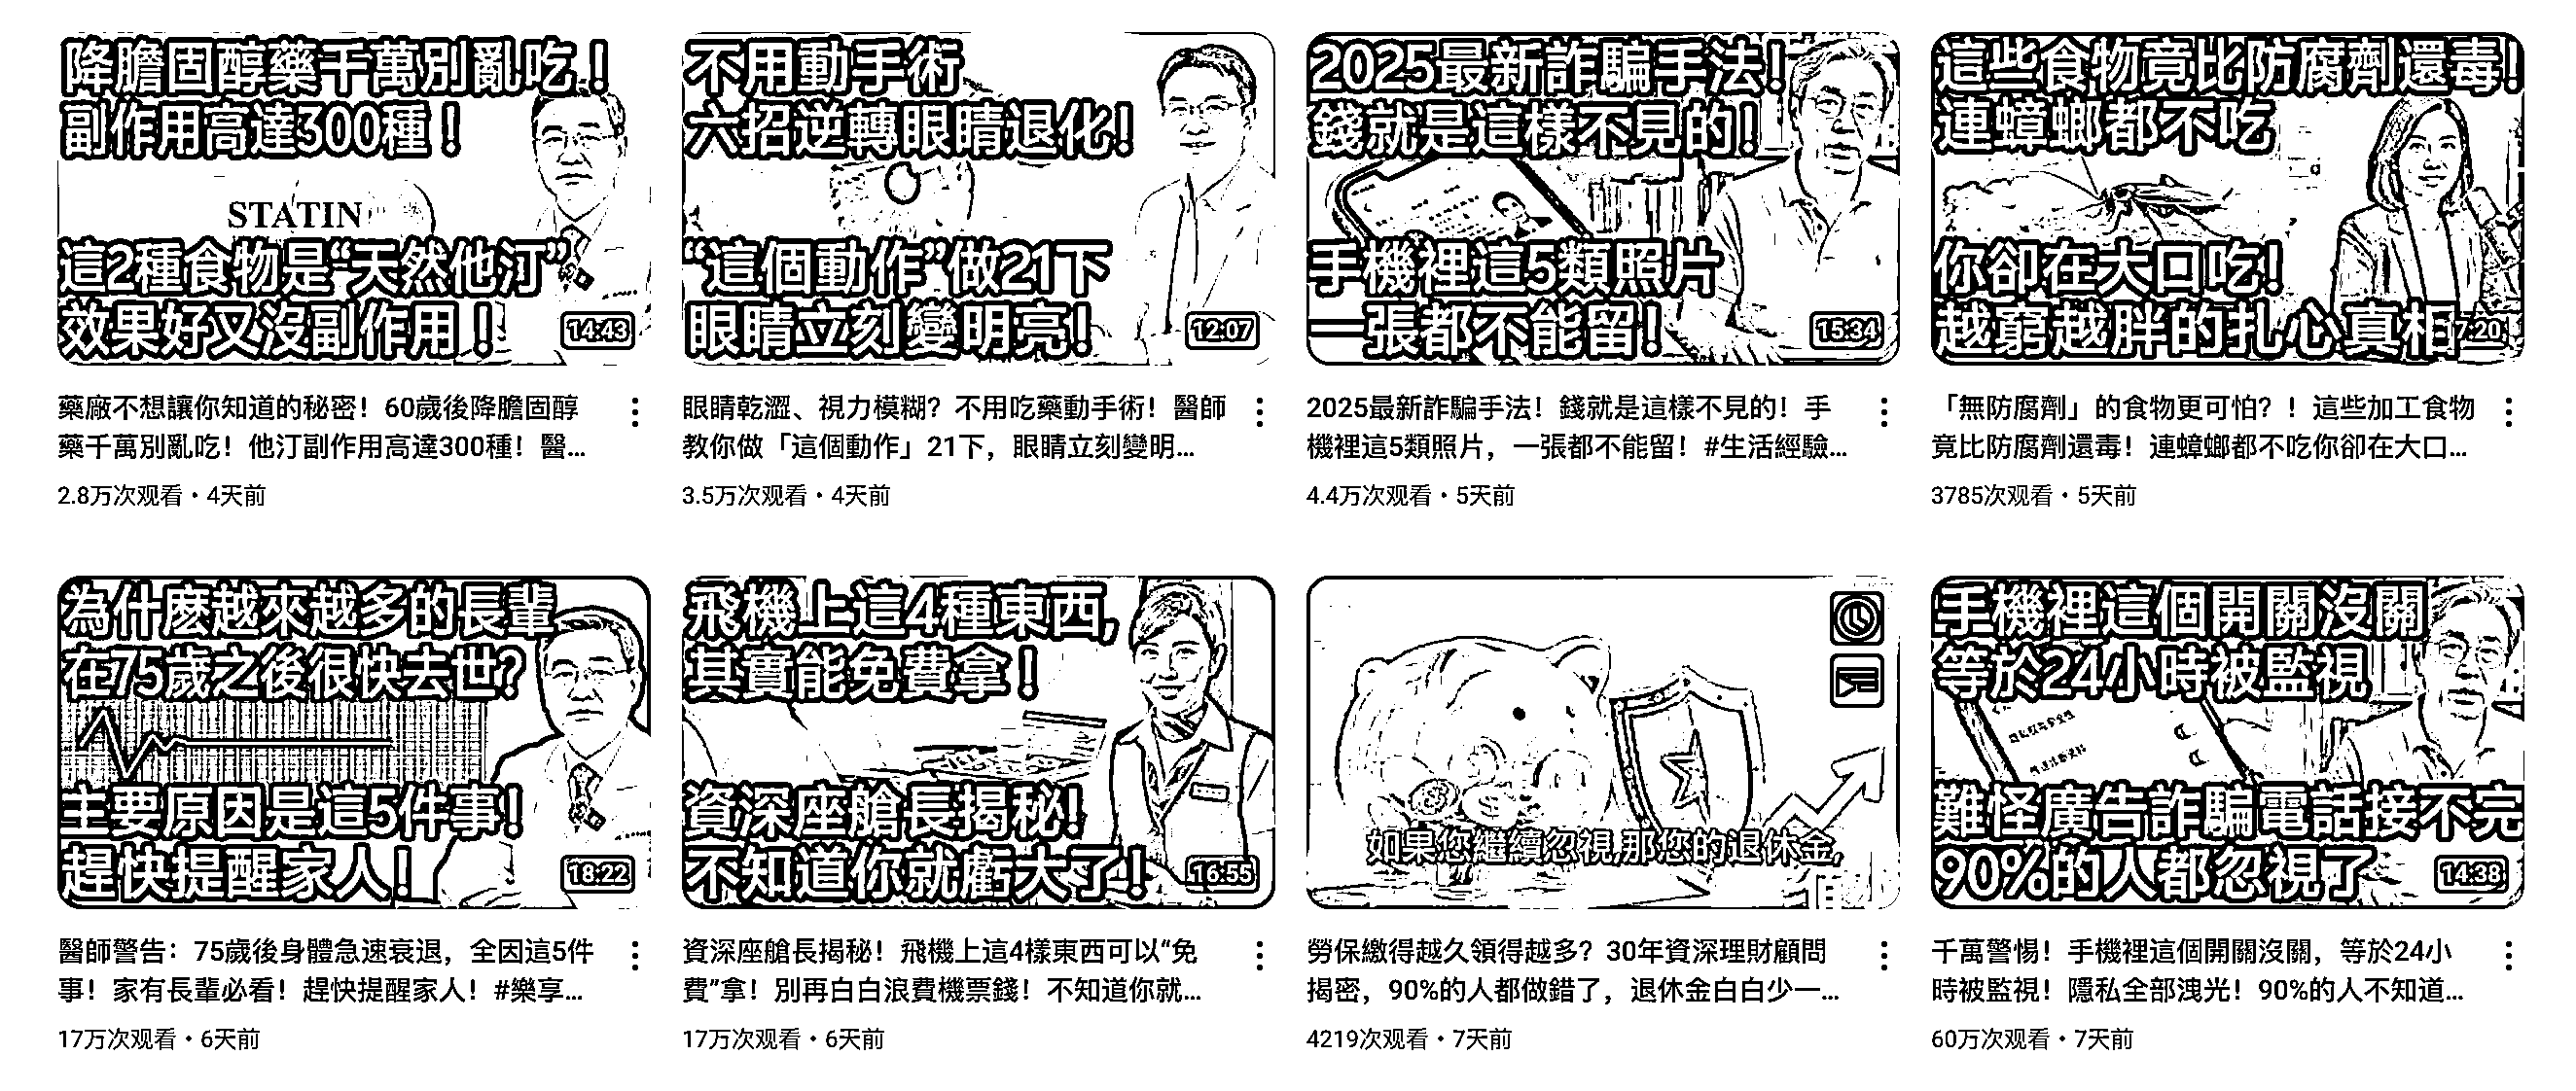 降膽固醇藥千萬別亂吃！
副作用高達300種！
STATIN
這2種食物是“天然他汀”
效果好又沒副作用！
14:43
藥廠不想讓你知道的秘密！60歲後降膽固醇
藥千萬別亂吃！他汀副作用高達300種！醫...
2.8万次观看・4天前
不用動手術
六招逆轉眼睛退化！
“這個動作”做21下
眼睛立刻變明亮！
12:07
眼睛乾澀、視力模糊？不用吃藥動手術！醫師
教你做「這個動作」21下，眼睛立刻變明...
3.5万次观看・4天前
2025最新詐騙手法！
錢就是這樣不見的！
手機裡這5類照片
一張都不能留！
15:34
2025最新詐騙手法！錢就是這樣不見的！手
機裡這5類照片，一張都不能留！#生活經驗...
4.4万次观看・5天前
這些食物竟比防腐劑還毒！
連蟑螂都不吃
你卻在大口吃！
越窮越胖的扎心真相
17:20
「無防腐劑」的食物更可怕？！這些加工食物
竟比防腐劑還毒！連蟑螂都不吃你卻在大口...
3785次观看・5天前
為什麼越來越多的長輩
在75歲之後很快去世？
主要原因是這5件事！
趕快提醒家人！
18:22
醫師警告：75歲後身體急速衰退，全因這5件
事！家有長輩必看！趕快提醒家人！#樂享...
17万次观看・6天前
飛機上這4種東西，
其實能免費拿！
資深座艙長揭秘！
不知道你就虧大了！
16:55
資深座艙長揭秘！飛機上這4樣東西可以“免
費”拿！別再白白浪費機票錢！不知道你就...
17万次观看・6天前
如果您繼續忽視,那您的退休金,
勞保繳得越久領得越多？30年資深理財顧問
揭密，90%的人都做錯了，退休金白白少一...
4219次观看・7天前
手機裡這個開關沒關
等於24小時被監視
難怪廣告詐騙電話接不完
90%的人都忽視了
14:38
千萬警惕！手機裡這個開關沒關，等於24小
時被監視！隱私全部洩光！90%的人不知道...
60万次观看・7天前